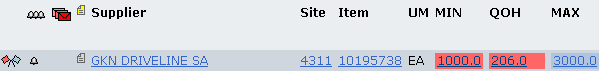 Supplier Site Item UM MIN QOH MAX
GKN DRIVELINE SA 4311 10195738 EA 1000.0 206.0 3000.0